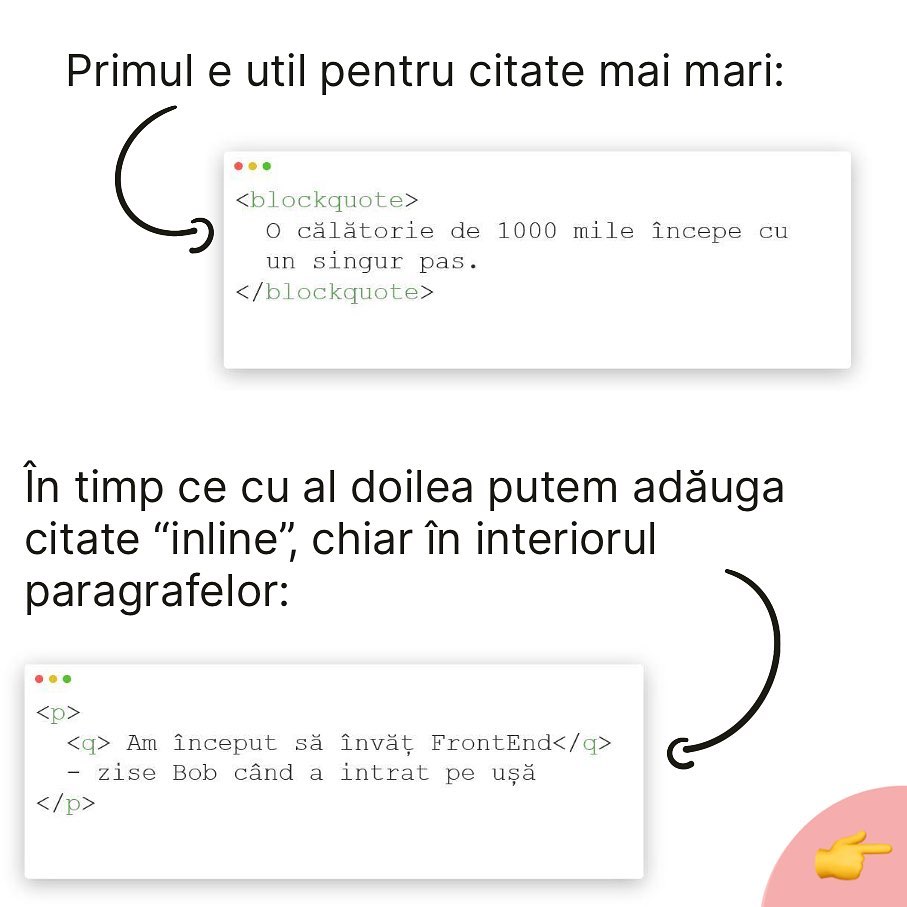 Primul e util pentru citate mai mari:
<blockquote>
O călătorie de 1000 mile începe cu
un singur pas.
</blockquote>
În timp ce cu al doilea putem adăuga
citate “inline”, chiar în interiorul
paragrafelor:
<p>
<q> Am început să învăț FrontEnd</q>
- zise Bob când a intrat pe ușă
</p>